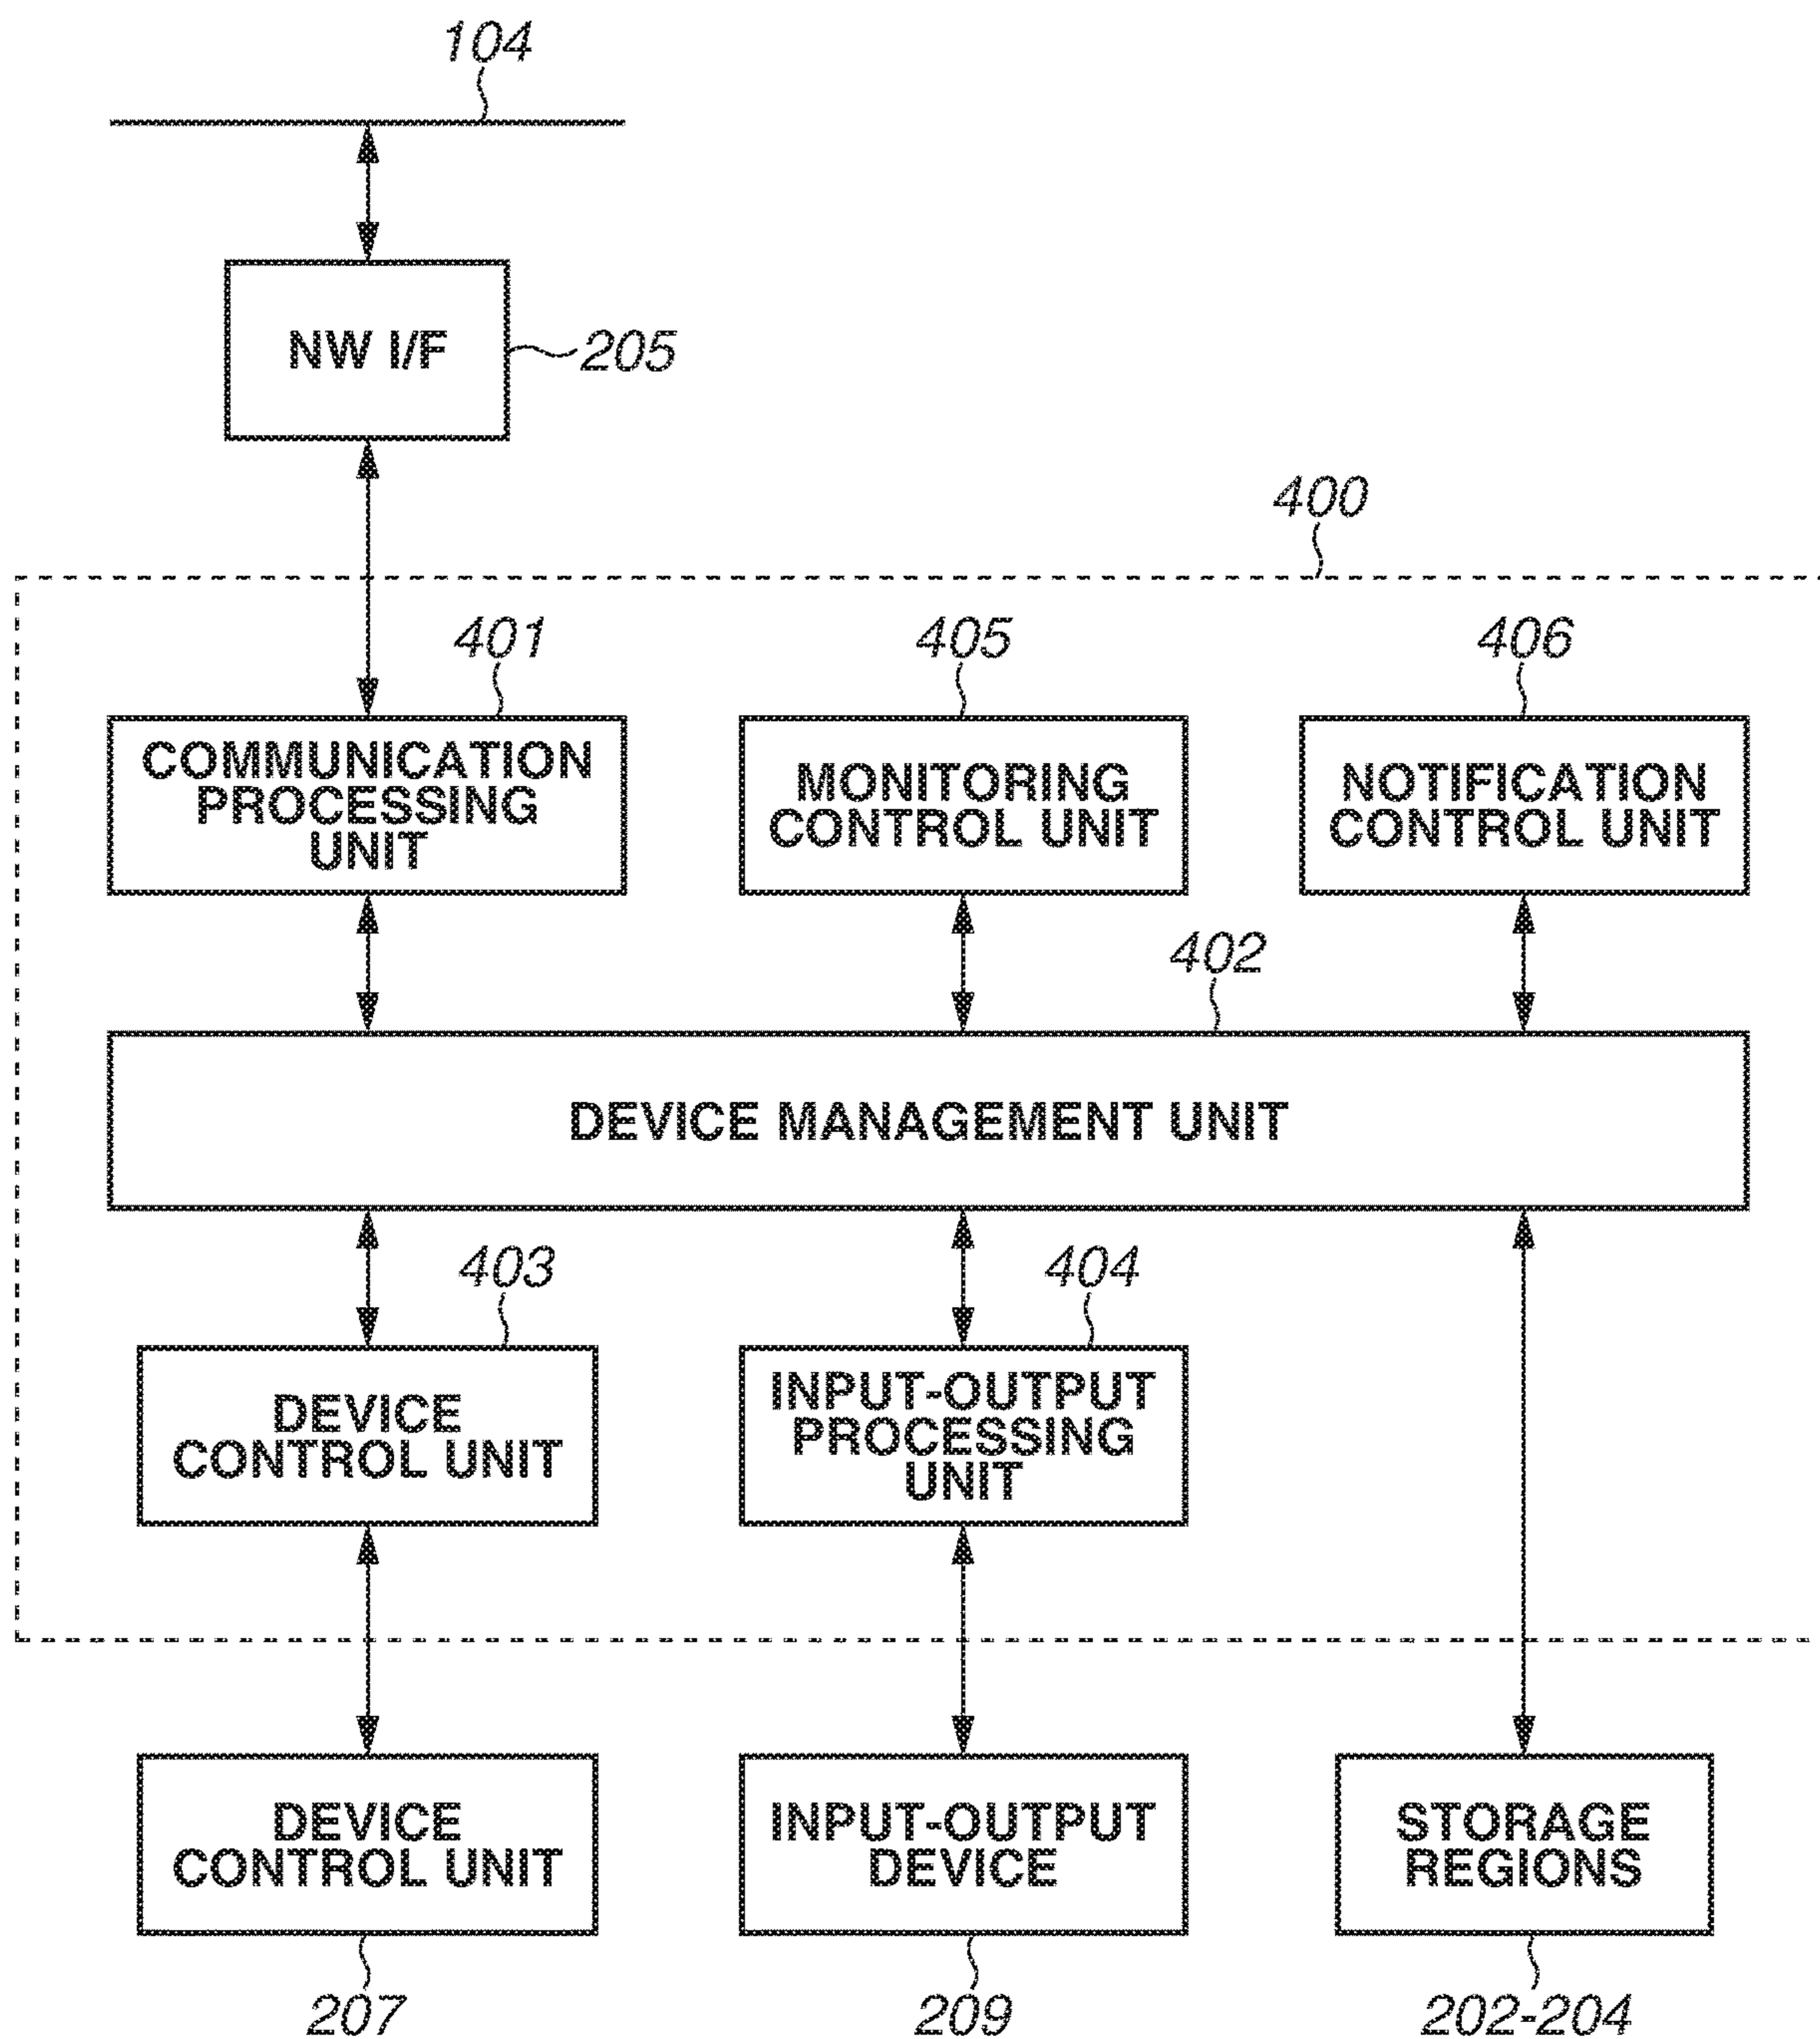 104
NW I/F
205
400
401
405
406
COMMUNICATION
PROCESSING
UNIT
MONITORING
CONTROL UNIT
NOTIFICATION
CONTROL UNIT
402
DEVICE MANAGEMENT UNIT
403
404
DEVICE
CONTROL UNIT
INPUT-OUTPUT
PROCESSING
UNIT
DEVICE
CONTROL UNIT
INPUT-OUTPUT
DEVICE
STORAGE
REGIONS
207
209
202-204